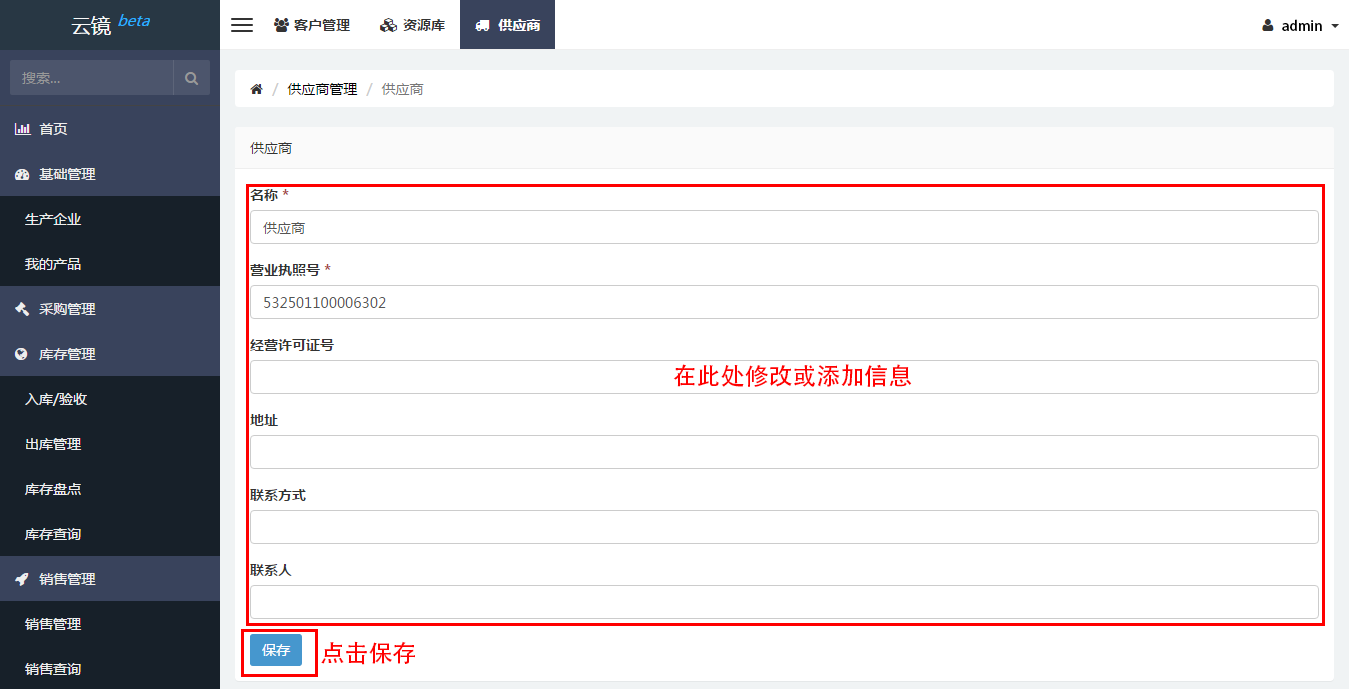 云镜 beta
客户管理
资源库
供应商
admin
搜索...
首页
基础管理
生产企业
我的产品
采购管理
库存管理
入库/验收
出库管理
库存盘点
库存查询
销售管理
销售管理
销售查询
/ 供应商管理 / 供应商
供应商
名称 *
供应商
营业执照号 *
532501100006302
经营许可证号
在此处修改或添加信息
地址
联系方式
联系人
保存
点击保存